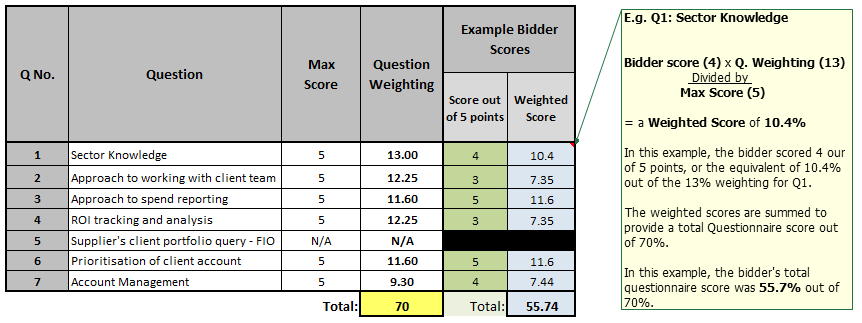 Q No. Question Max Score Question Weighting Example Bidder Scores
Score out of 5 points Weighted Score
1 Sector Knowledge 5 13.00 4 10.4
2 Approach to working with client team 5 12.25 3 7.35
3 Approach to spend reporting 5 11.60 5 11.6
4 ROI tracking and analysis 5 12.25 3 7.35
5 Supplier's client portfolio query - FIO N/A N/A
6 Prioritisation of client account 5 11.60 5 11.6
7 Account Management 5 9.30 4 7.44
Total: 70 Total: 55.74
E.g. Q1: Sector Knowledge
Bidder score (4) x Q. Weighting (13)
Divided by
Max Score (5)
= a Weighted Score of 10.4%
In this example, the bidder scored 4 our
of 5 points, or the equivalent of 10.4%
out of the 13% weighting for Q1.
The weighted scores are summed to
provide a total Questionnaire score out
of 70%.
In this example, the bidder's total
questionnaire score was 55.7% out of
70%.